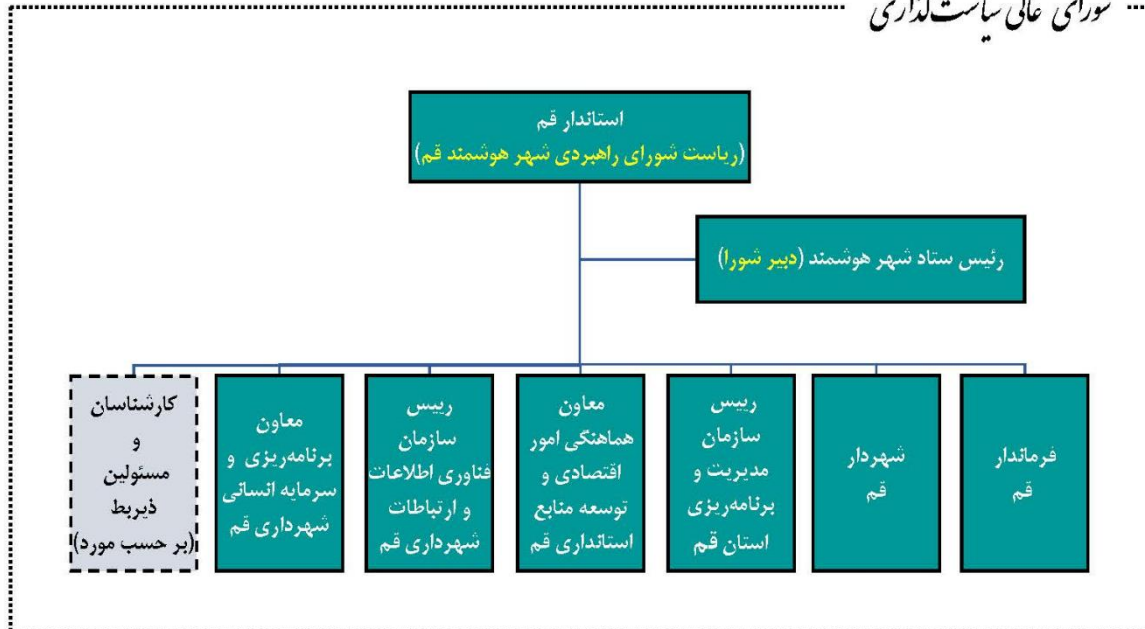 شورای عالی سیاست‌گذاری
استاندار قم
(ریاست شورای راهبردی شهر هوشمند قم)
رئیس ستاد شهر هوشمند (دبیر شورا)
فرماندار
قم
شهردار
قم
رییس
سازمان
مدیریت و
برنامه‌ریزی
استان قم
معاون
هماهنگی امور
اقتصادی و
توسعه منابع
استانداری قم
رییس
سازمان
فناوری اطلاعات
و ارتباطات
شهرداری قم
معاون
برنامه‌ریزی و
سرمایه انسانی
شهرداری قم
کارشناسان
و
مسئولین
ذیربط
(بر حسب مورد)